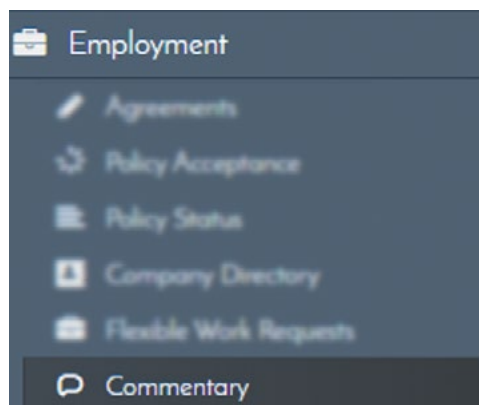 Employment
Agreements
Policy Acceptance
Policy Status
Company Directory
Flexible Work Requests
Commentary